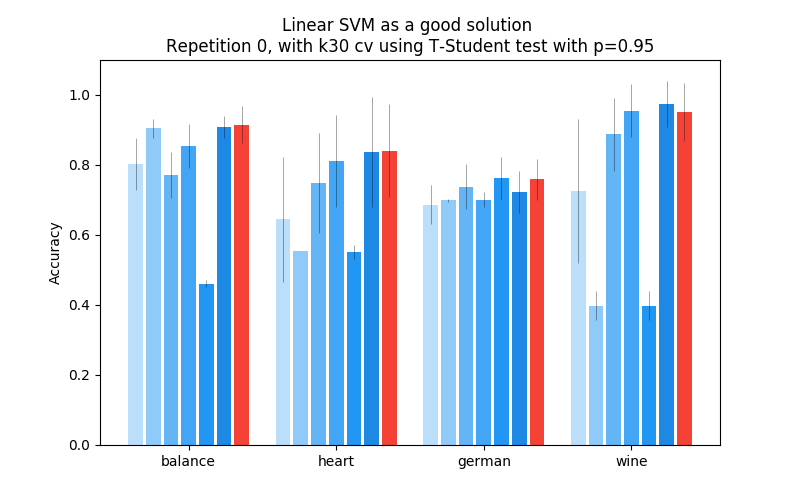 Linear SVM as a good solution
Repetition 0, with k30 cv using T-Student test with p=0.95
Accuracy
1.0
0.8
0.6
0.4
0.2
0.0
balance heart german wine